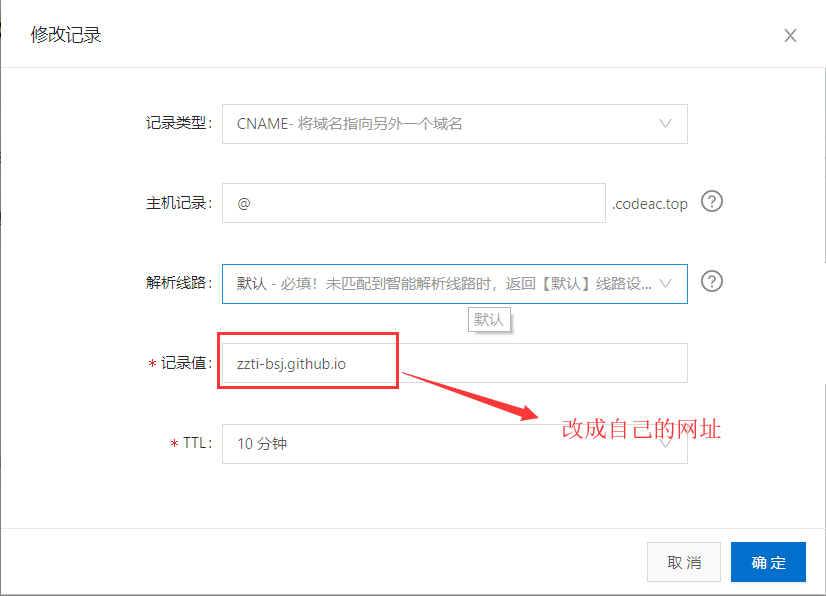 修改记录
记录类型: CNAME- 将域名指向另外一个域名
主机记录: @ .codeac.top ?
解析线路: 默认 - 必填！未匹配到智能解析线路时，返回【默认】线路设... ?
默认
* 记录值: zzti-bsj.github.io
改成自己的网址
* TTL: 10 分钟
取 消 确 定